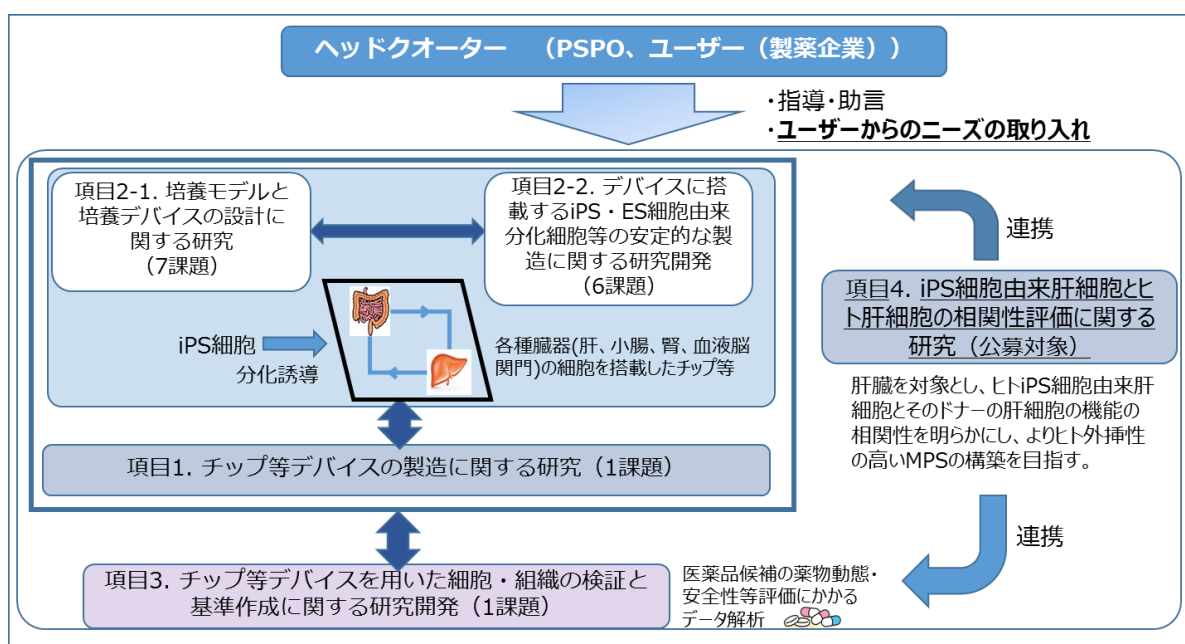 ヘッドクオーター　（PSPO、ユーザー（製薬企業））
・指導・助言
・ユーザーからのニーズの取り入れ
項目2-1. 培養モデルと
培養デバイスの設計に
関する研究
（7課題）
項目2-2. デバイスに搭
載するiPS・ES細胞由来
分化細胞等の安定的な製
造に関する研究開発
（6課題）
iPS細胞
分化誘導
各種臓器(肝、小腸、腎、血液脳
関門)の細胞を搭載したチップ等
項目1. チップ等デバイスの製造に関する研究（1課題）
連携
項目4. iPS細胞由来肝細胞とヒ
ト肝細胞の相関性評価に関する
研究（公募対象）
肝臓を対象とし、ヒトiPS細胞由来肝
細胞とそのドナーの肝細胞の機能の
相関性を明らかにし、よりヒト外挿性
の高いMPSの構築を目指す。
連携
項目3. チップ等デバイスを用いた細胞・組織の検証と
基準作成に関する研究開発（1課題）
医薬品候補の薬物動態・
安全性等評価にかかる
データ解析